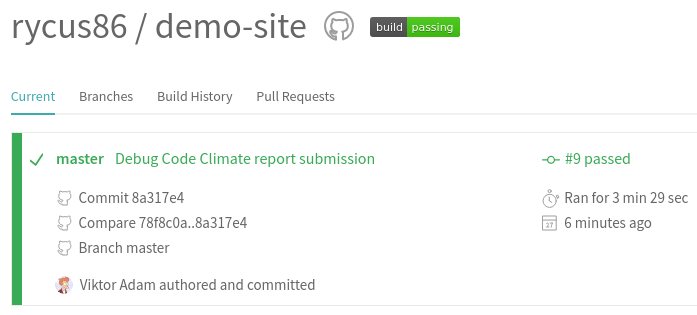 rycus86 / demo-site build passing
Current Branches Build History Pull Requests
master Debug Code Climate report submission #9 passed
Commit 8a317e4 Ran for 3 min 29 sec
Compare 78f8c0a..8a317e4 6 minutes ago
Branch master
Viktor Adam authored and committed